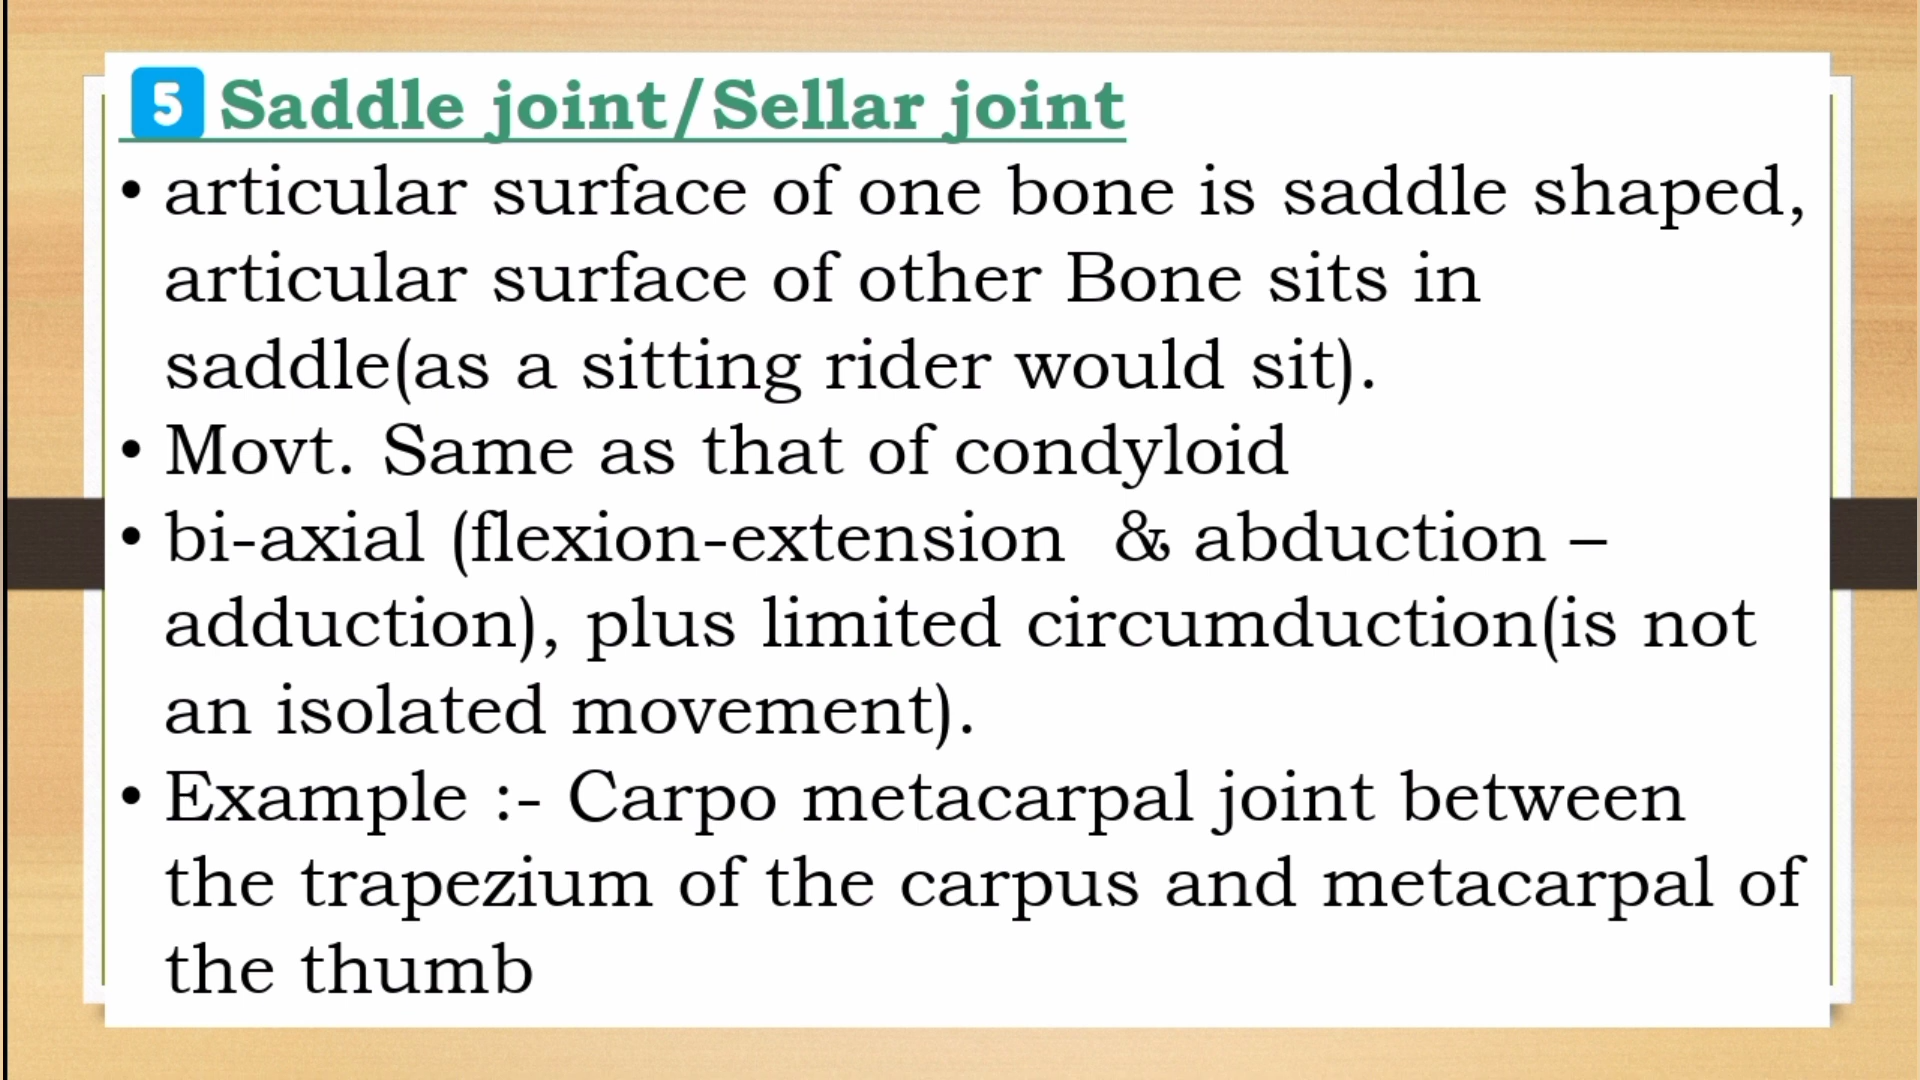 5 Saddle joint/Sellar joint
• articular surface of one bone is saddle shaped,
articular surface of other Bone sits in
saddle(as a sitting rider would sit).
• Movt. Same as that of condyloid
• bi-axial (flexion-extension  & abduction –
adduction), plus limited circumduction(is not
an isolated movement).
• Example :- Carpo metacarpal joint between
the trapezium of the carpus and metacarpal of
the thumb